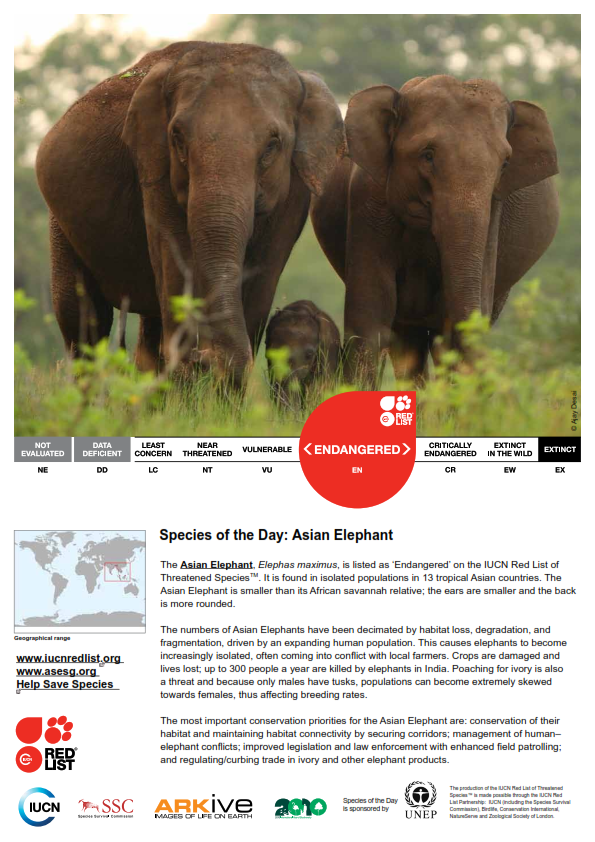 © Ajay Desai
RED
LIST
NOT
EVALUATED
DATA
DEFICIENT
LEAST
CONCERN
NEAR
THREATENED
VULNERABLE
<ENDANGERED>
CRITICALLY
ENDANGERED
EXTINCT
IN THE WILD
EXTINCT
NE
DD
LC
NT
VU
EN
CR
EW
EX
Species of the Day: Asian Elephant
The Asian Elephant, Elephas maximus, is listed as ‘Endangered’ on the IUCN Red List of
Threatened Species™. It is found in isolated populations in 13 tropical Asian countries. The
Asian Elephant is smaller than its African savannah relative; the ears are smaller and the back
is more rounded.
The numbers of Asian Elephants have been decimated by habitat loss, degradation, and
fragmentation, driven by an expanding human population. This causes elephants to become
increasingly isolated, often coming into conflict with local farmers. Crops are damaged and
lives lost; up to 300 people a year are killed by elephants in India. Poaching for ivory is also
a threat and because only males have tusks, populations can become extremely skewed
towards females, thus affecting breeding rates.
The most important conservation priorities for the Asian Elephant are: conservation of their
habitat and maintaining habitat connectivity by securing corridors; management of human–
elephant conflicts; improved legislation and law enforcement with enhanced field patrolling;
and regulating/curbing trade in ivory and other elephant products.
Geographical range
www.iucnredlist.org
www.asesg.org
Help Save Species
RED
LIST
IUCN
SSC
Species Survival Commission
ARKive
IMAGES OF LIFE ON EARTH
2010
Species of the Day
is sponsored by
UNEP
The production of the IUCN Red List of Threatened
Species™ is made possible through the IUCN Red
List Partnership: IUCN (including the Species Survival
Commission), Birdlife, Conservation International,
NatureServe and Zoological Society of London.